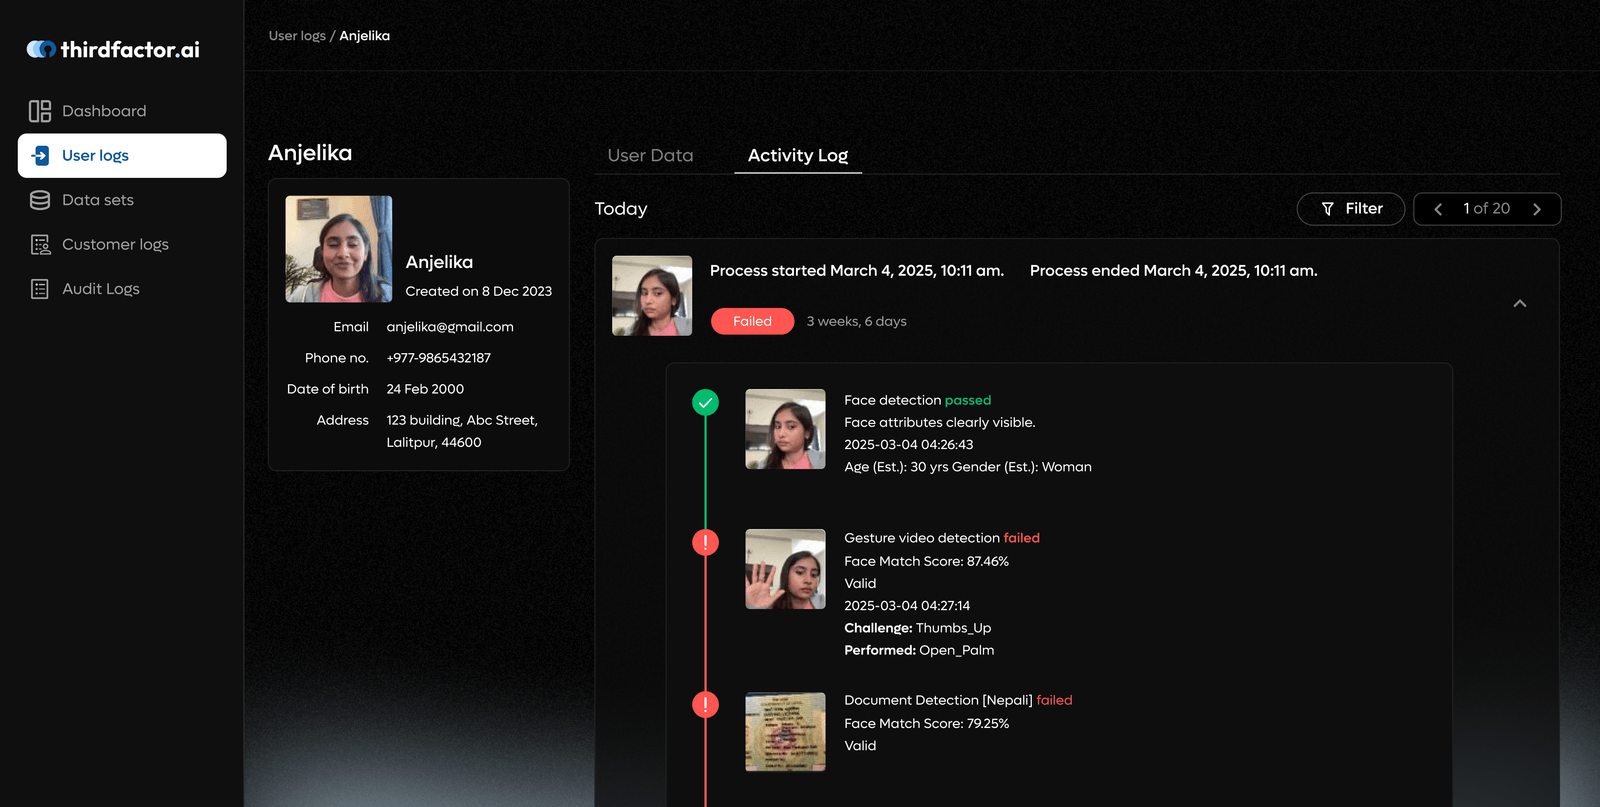 thirdfactor.ai
Dashboard
User logs
Data sets
Customer logs
Audit Logs
User logs / Anjelika
Anjelika
Anjelika
Created on 8 Dec 2023
Email anjelika@gmail.com
Phone no. +977-9865432187
Date of birth 24 Feb 2000
Address 123 building, Abc Street,
Lalitpur, 44600
User Data
Activity Log
Today
Filter
1 of 20
Process started March 4, 2025, 10:11 am.
Process ended March 4, 2025, 10:11 am.
Failed
3 weeks, 6 days
Face detection passed
Face attributes clearly visible.
2025-03-04 04:26:43
Age (Est.): 30 yrs Gender (Est.): Woman
Gesture video detection failed
Face Match Score: 87.46%
Valid
2025-03-04 04:27:14
Challenge: Thumbs_Up
Performed: Open_Palm
Document Detection [Nepali] failed
Face Match Score: 79.25%
Valid